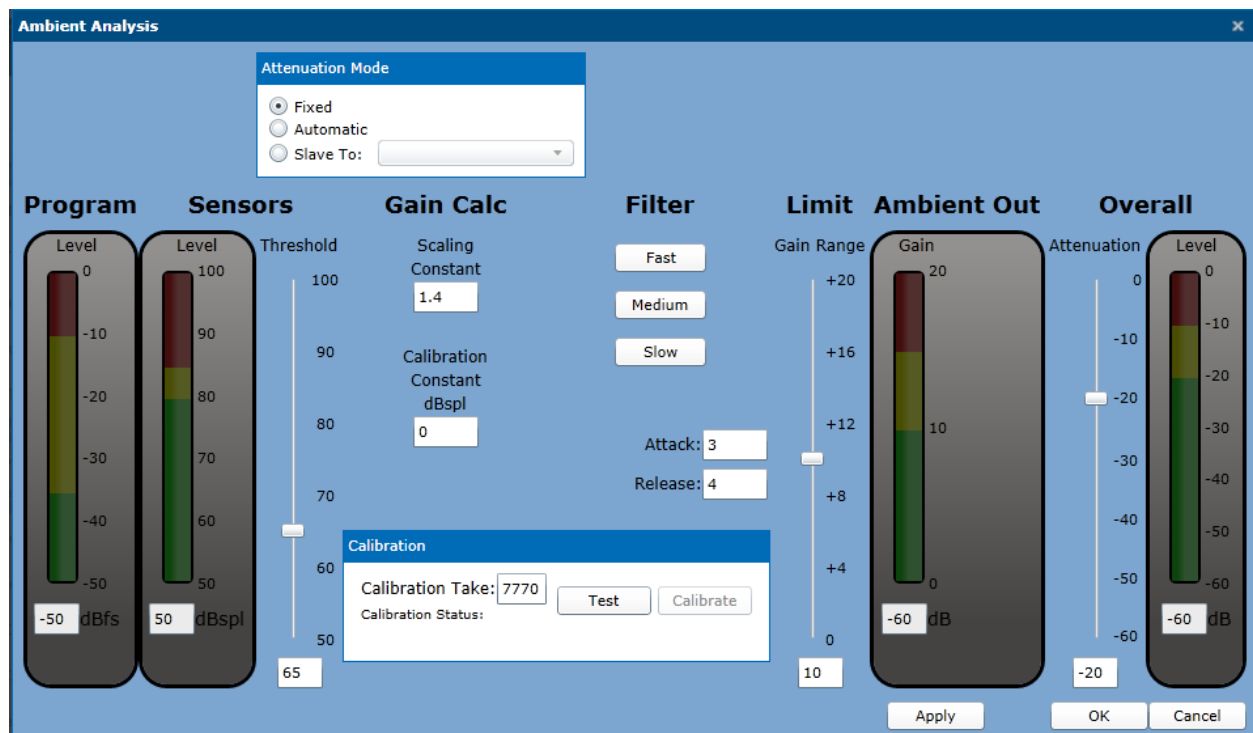 Ambient Analysis
Attenuation Mode
Fixed
Automatic
Slave To:
Program Sensors Gain Calc Filter Limit Ambient Out Overall
Level
0
-10
-20
-30
-40
-50
-50 dBfs
Level
100
90
80
70
60
50
50 dBspl
Threshold
100
90
80
70
60
50
65
Scaling
Constant
1.4
Calibration
Constant
dBspl
0
Fast
Medium
Slow
Attack: 3
Release: 4
Calibration
Calibration Take: 7770 Test Calibrate
Calibration Status:
Gain Range
+20
+16
+12
+8
+4
0
10
Gain
20
10
0
-60 dB
Attenuation
0
-10
-20
-30
-40
-50
-60
-20
Level
0
-10
-20
-30
-40
-50
-60
-60 dB
Apply OK Cancel